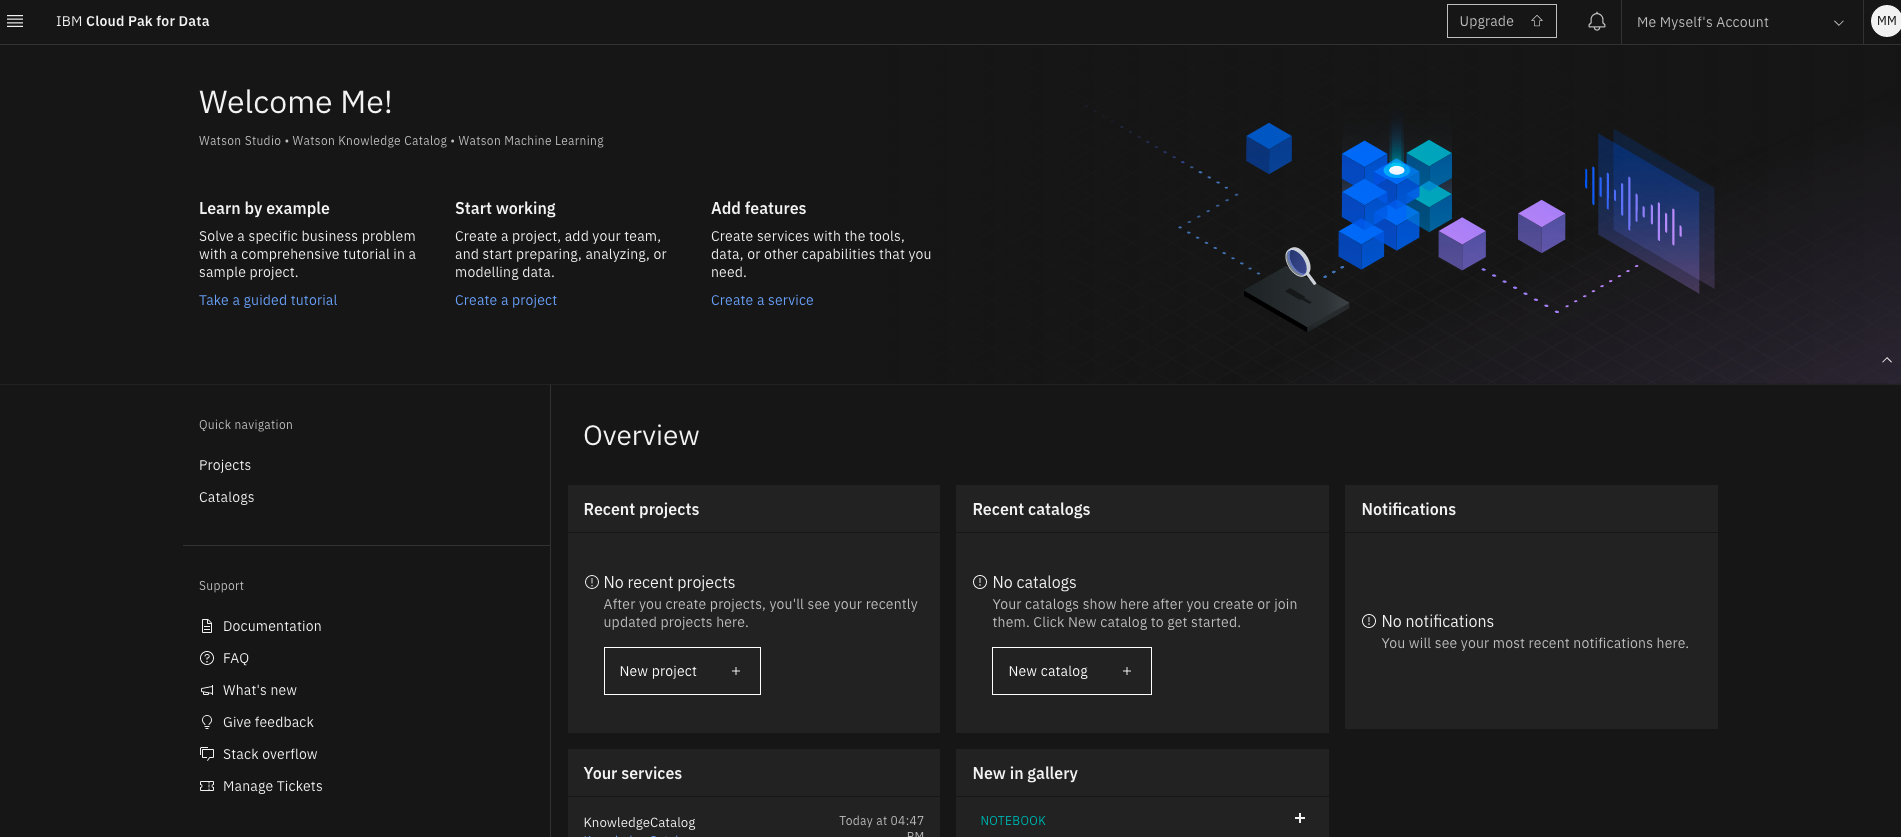 IBM Cloud Pak for Data
Upgrade
Me Myself's Account
MM
Welcome Me!
Watson Studio • Watson Knowledge Catalog • Watson Machine Learning
Learn by example
Solve a specific business problem
with a comprehensive tutorial in a
sample project.
Take a guided tutorial
Start working
Create a project, add your team,
and start preparing, analyzing, or
modelling data.
Create a project
Add features
Create services with the tools,
data, or other capabilities that you
need.
Create a service
Quick navigation
Projects
Catalogs
Support
Documentation
FAQ
What's new
Give feedback
Stack overflow
Manage Tickets
Overview
Recent projects
No recent projects
After you create projects, you'll see your recently
updated projects here.
New project +
Recent catalogs
No catalogs
Your catalogs show here after you create or join
them. Click New catalog to get started.
New catalog +
Notifications
No notifications
You will see your most recent notifications here.
Your services
KnowledgeCatalog
Today at 04:47
PM
New in gallery
NOTEBOOK +